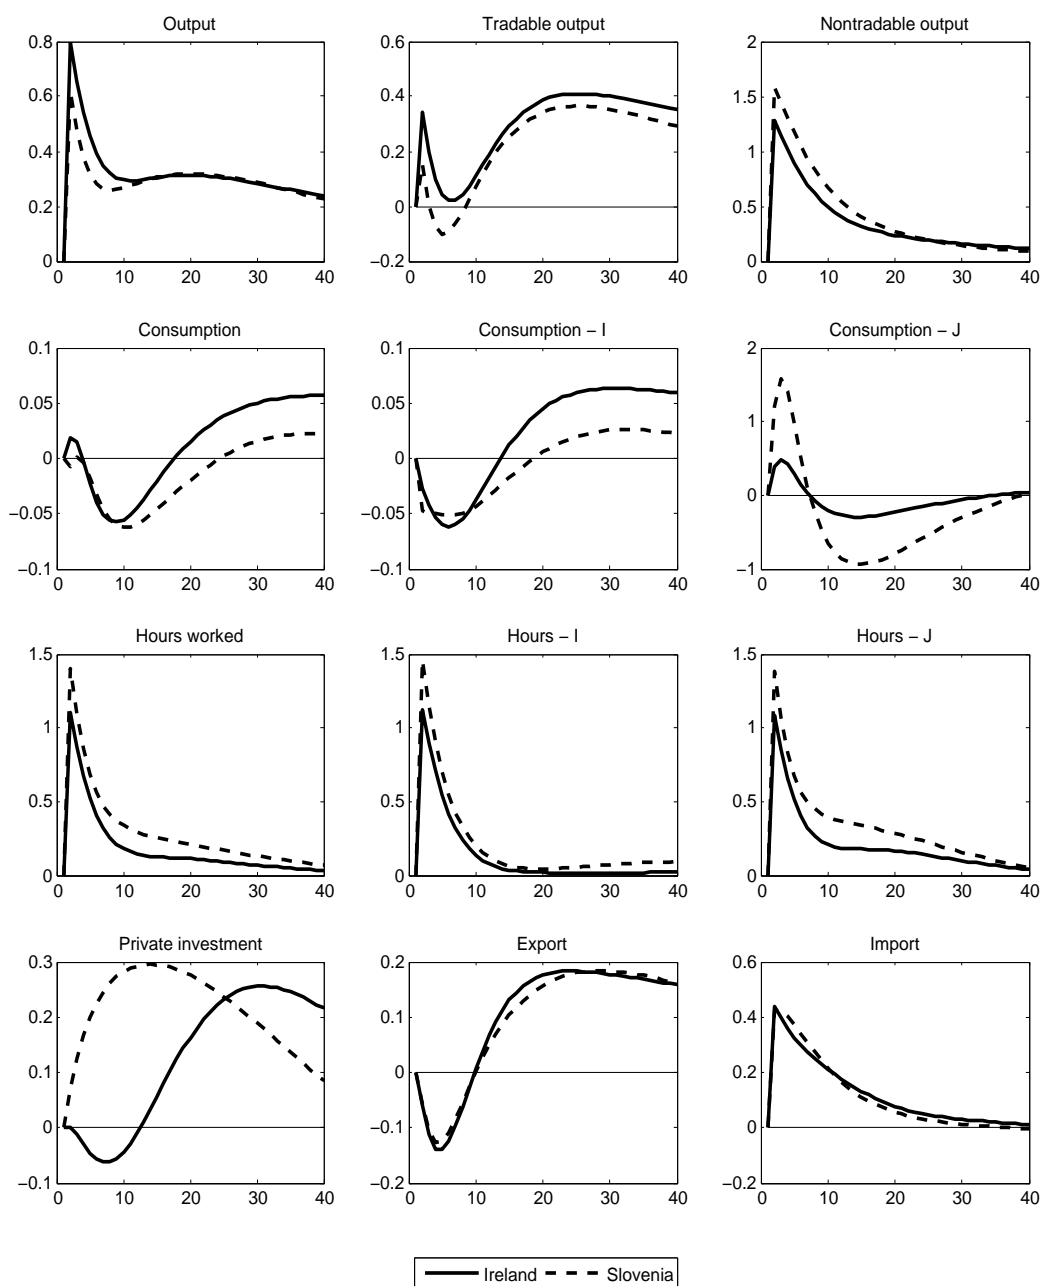 Output Tradable output Nontradable output
0.8 0.6 2
0.6 0.4 1.5
0.4 0.2 1
0.2 0 0.5
0 −0.2 0
0 10 20 30 40 0 10 20 30 40 0 10 20 30 40
Consumption Consumption − I Consumption − J
0.1 0.1 2
0.05 0.05 1
0 0 0
−0.05 −0.05
−0.1 −0.1 −1
0 10 20 30 40 0 10 20 30 40 0 10 20 30 40
Hours worked Hours − I Hours − J
1.5 1.5 1.5
1 1 1
0.5 0.5 0.5
0 0 0
0 10 20 30 40 0 10 20 30 40 0 10 20 30 40
Private investment Export Import
0.3 0.2 0.6
0.2 0.1 0.4
0.1 0 0.2
0 −0.1 0
−0.1 −0.2 −0.2
0 10 20 30 40 0 10 20 30 40 0 10 20 30 40
Ireland Slovenia